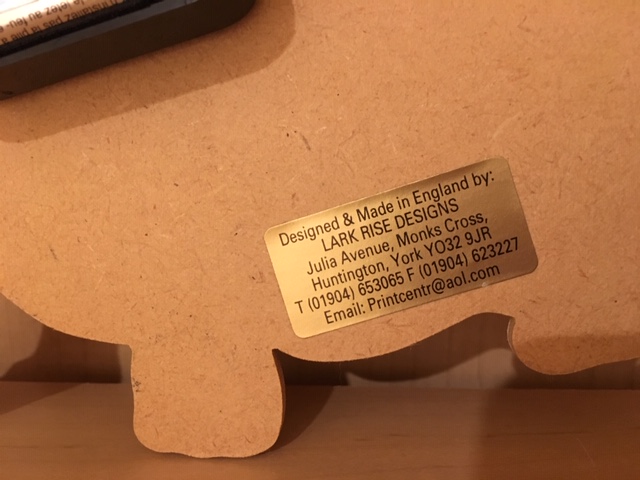 Designed & Made in England by:
LARK RISE DESIGNS
Julia Avenue, Monks Cross,
Huntington, York YO32 9JR
T (01904) 653065 F (01904) 623227
Email: Printcentr@aol.com